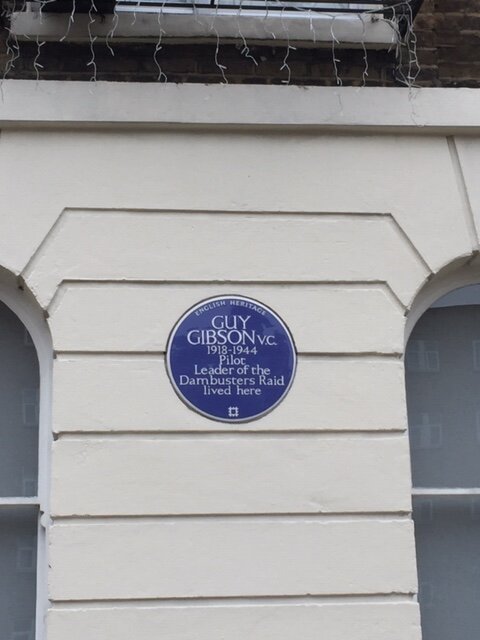 ENGLISH HERITAGE
GUY
GIBSON V.C.
1918-1944
Pilot
Leader of the
Dambusters Raid
lived here